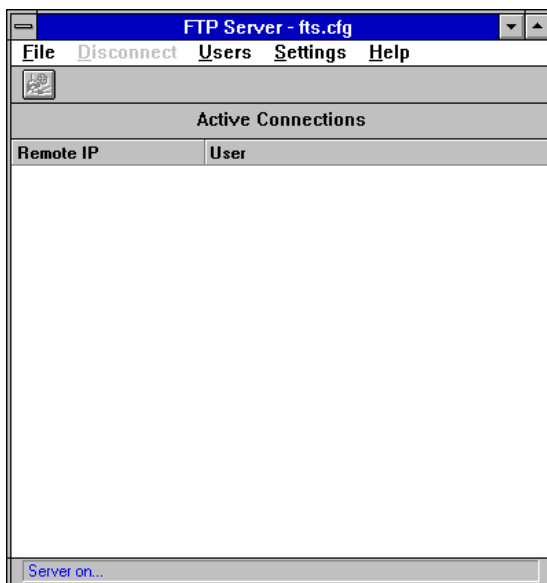 FTP Server - fts.cfg
File Disconnect Users Settings Help
Active Connections
Remote IP User
Server on...